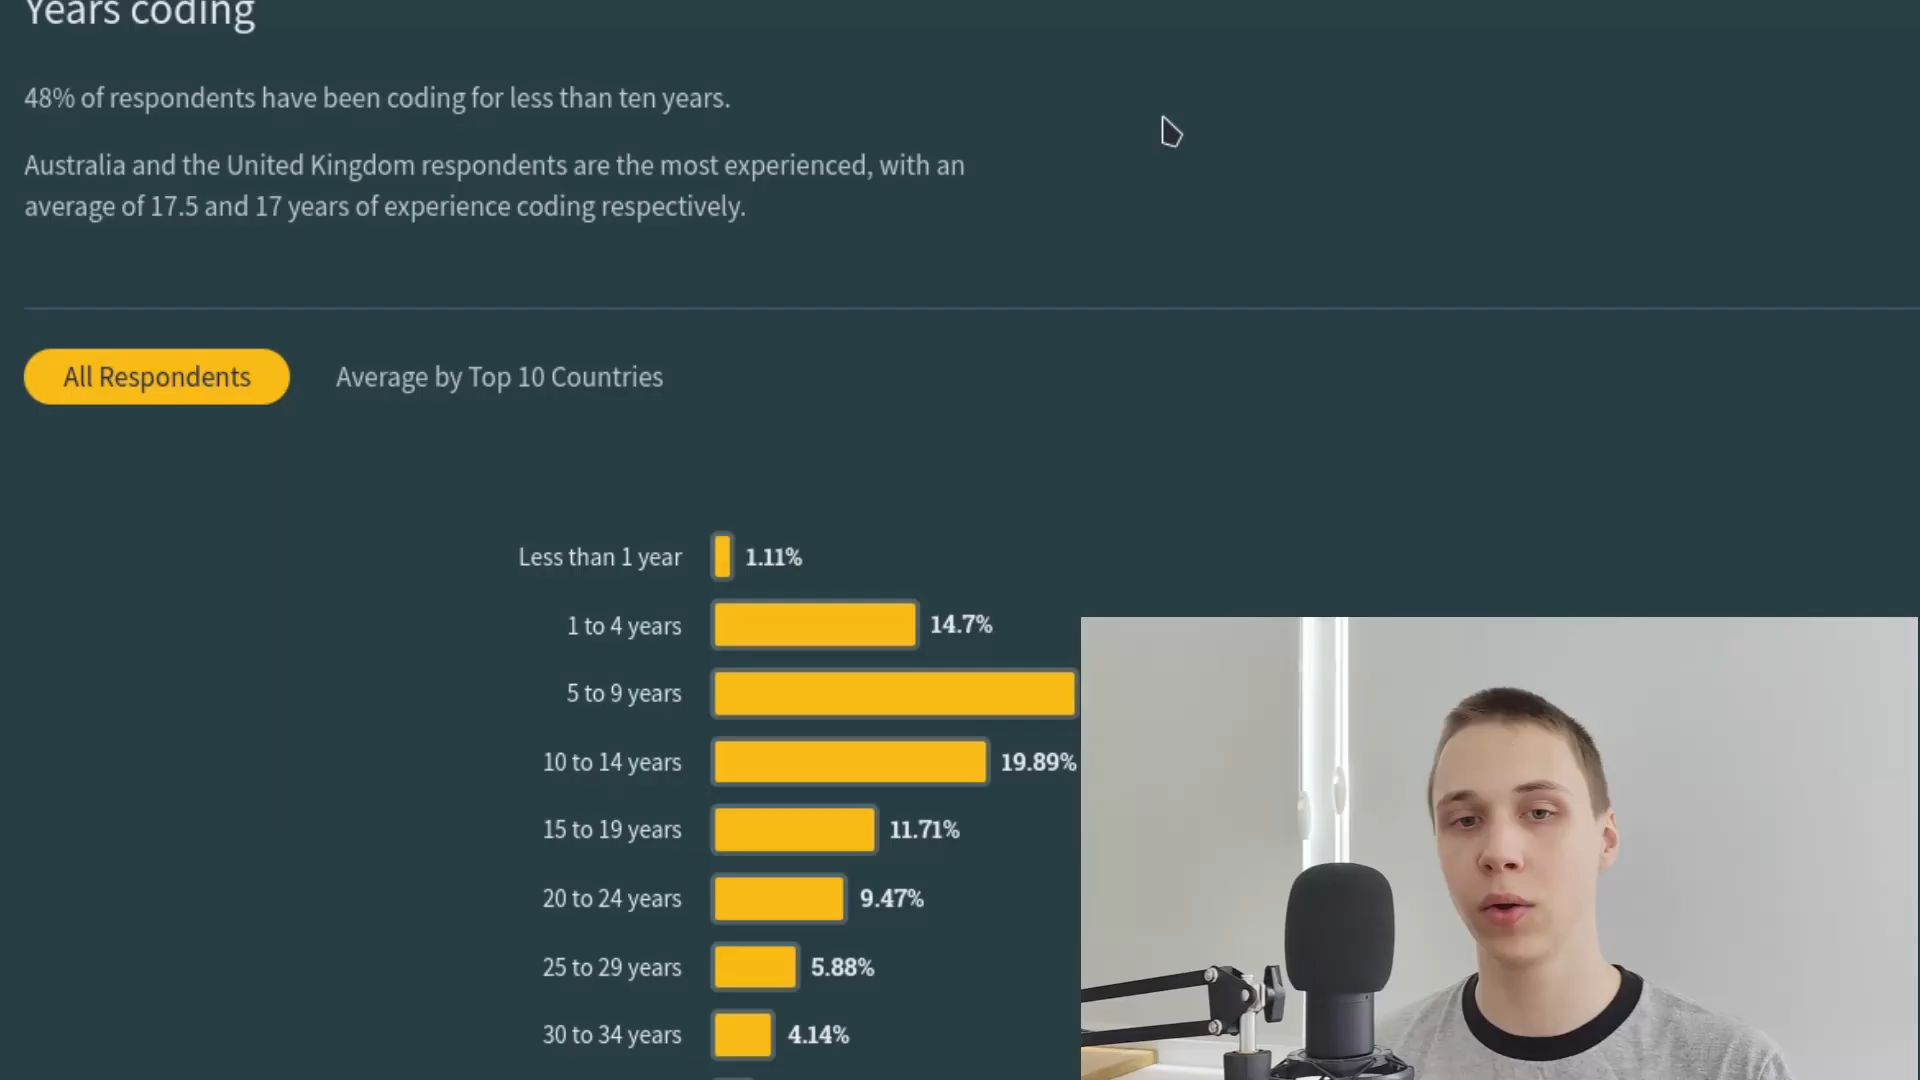 Years coding
48% of respondents have been coding for less than ten years.
Australia and the United Kingdom respondents are the most experienced, with an
average of 17.5 and 17 years of experience coding respectively.
All Respondents
Average by Top 10 Countries
Less than 1 year 1.11%
1 to 4 years 14.7%
5 to 9 years
10 to 14 years 19.89%
15 to 19 years 11.71%
20 to 24 years 9.47%
25 to 29 years 5.88%
30 to 34 years 4.14%